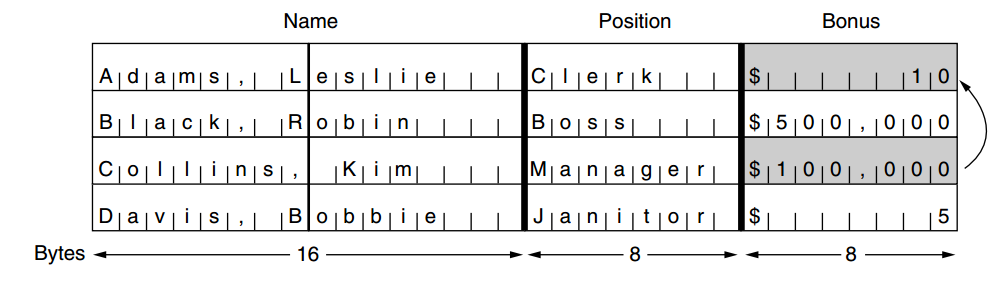 Name Position Bonus
Adams, Leslie Clerk $ 10
Black, Robin Boss $500,000
Collins, Kim Manager $100,000
Davis, Bobbie Janitor $ 5
Bytes 16 8 8